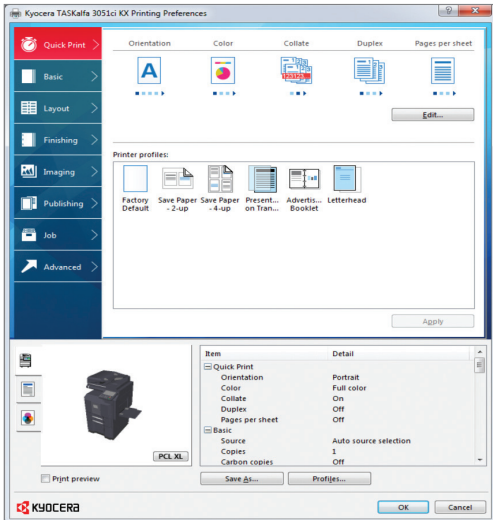 Kyocera TASKalfa 3051ci KX Printing Preferences
Quick Print
Basic
Layout
Finishing
Imaging
Publishing
Job
Advanced
Orientation Color Collate Duplex Pages per sheet
A
123123
Edit...
Printer profiles:
Factory Default
Save Paper - 2-up
Save Paper - 4-up
Present... on Tran...
Advertis... Booklet
Letterhead
Apply
PCL XL
Print preview
Item Detail
Quick Print
Orientation Portrait
Color Full color
Collate On
Duplex Off
Pages per sheet Off
Basic
Source Auto source selection
Copies 1
Carbon copies Off
Save As... Profiles...
KYOCERA
OK Cancel